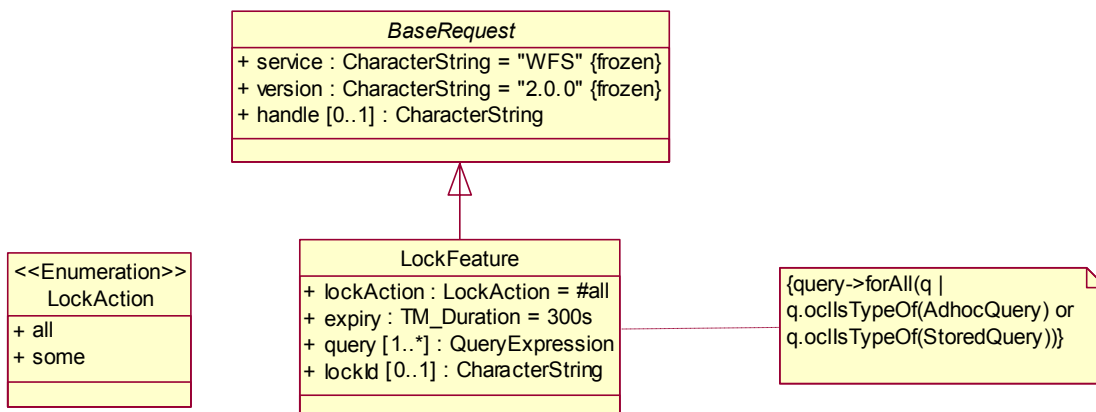 BaseRequest
+ service : CharacterString = "WFS" {frozen}
+ version : CharacterString = "2.0.0" {frozen}
+ handle [0..1] : CharacterString
<<Enumeration>>
LockAction
+ all
+ some
LockFeature
+ lockAction : LockAction = #all
+ expiry : TM_Duration = 300s
+ query [1..*] : QueryExpression
+ lockId [0..1] : CharacterString
{query->forAll(q |
q.oclIsTypeOf(AdhocQuery) or
q.oclIsTypeOf(StoredQuery))}